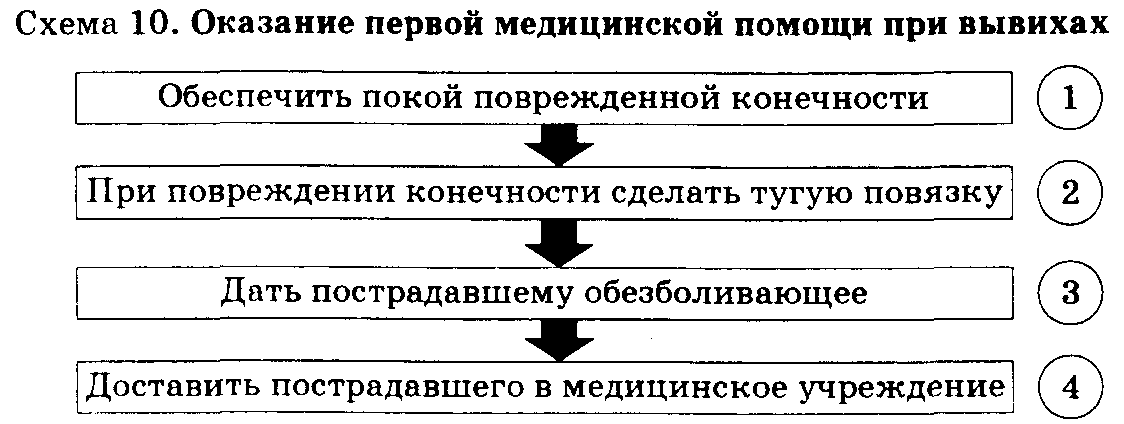 Схема 10. Оказание первой медицинской помощи при вывихах
Обеспечить покой поврежденной конечности 1
При повреждении конечности сделать тугую повязку 2
Дать пострадавшему обезболивающее 3
Доставить пострадавшего в медицинское учреждение 4